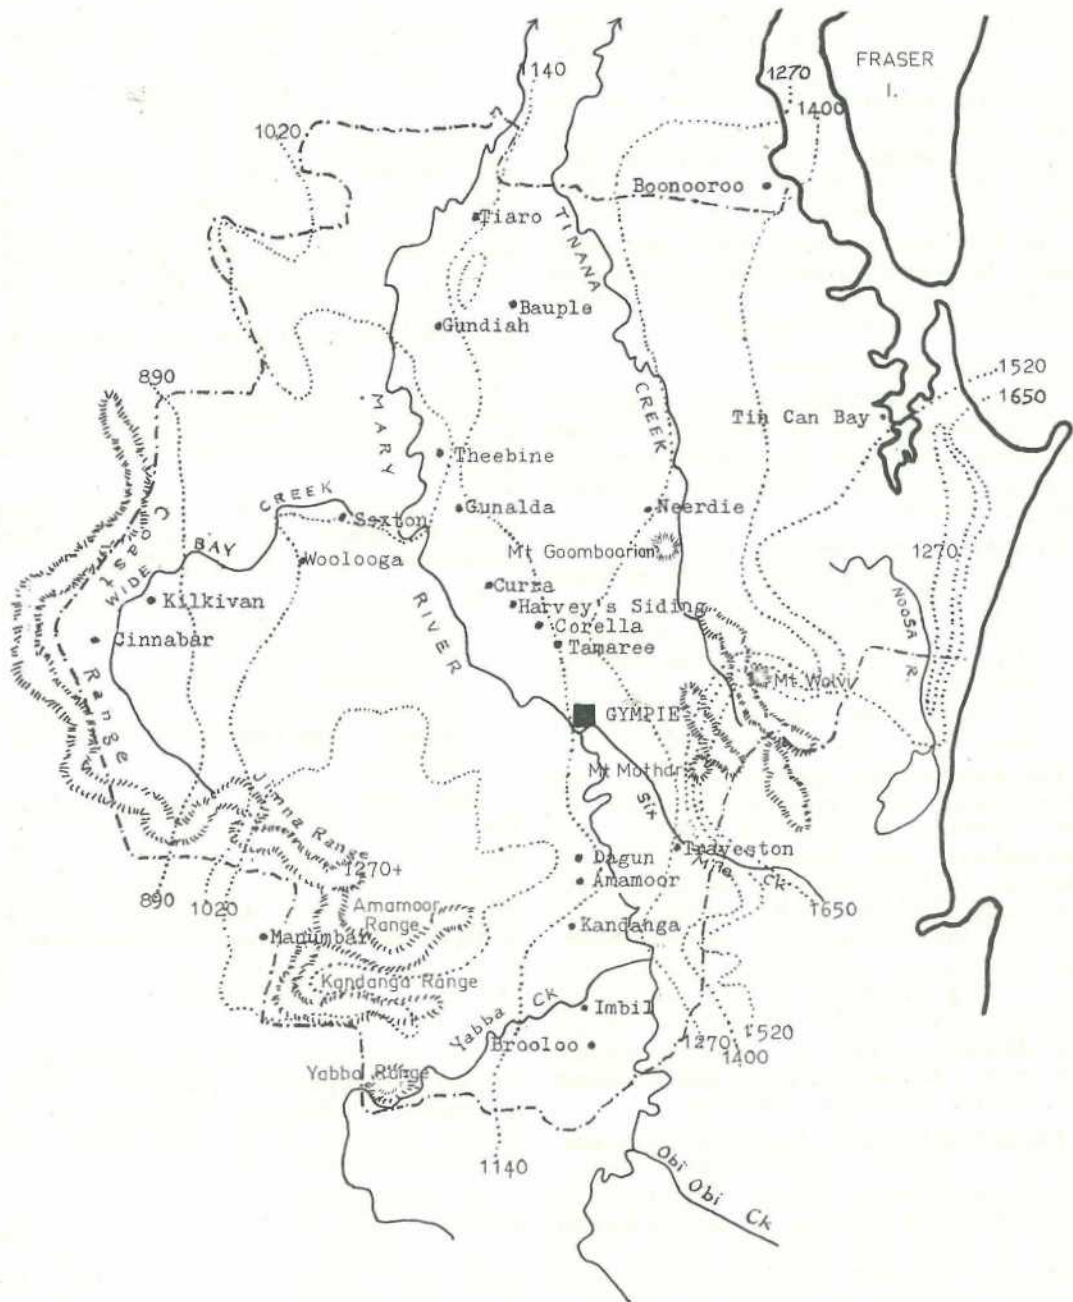 FRASER
I.
1140
1270
1400
1020
Boonooroo
Tiaro
TINANA
Bauple
Gundiah
1520
890
1650
CREEK
MARY
Tin Can Bay
Theebine
CREEK
Sexton
Gunalda
Neerdie
Coast
BAY
Mt Goomboorian
1270
Woolooga
WIDE
Curra
NOOSA
Kilkivan
RIVER
Harvey's Siding
Corella
Cinnabar
Tamaree
R.
Range
Mt Wolvi
GYMPIE
Mt Mothar
Jimna Range
Six
Traveston
Dagun
Mile
1270+
Amamoor
Ck
890
1020
Amamoor
Range
1650
Kandanga
Manumbar
Kandanga Range
Ck
Imbil
Yabba
1520
Brooloo
1270
1400
Yabba Range
1140
Obi Obi Ck